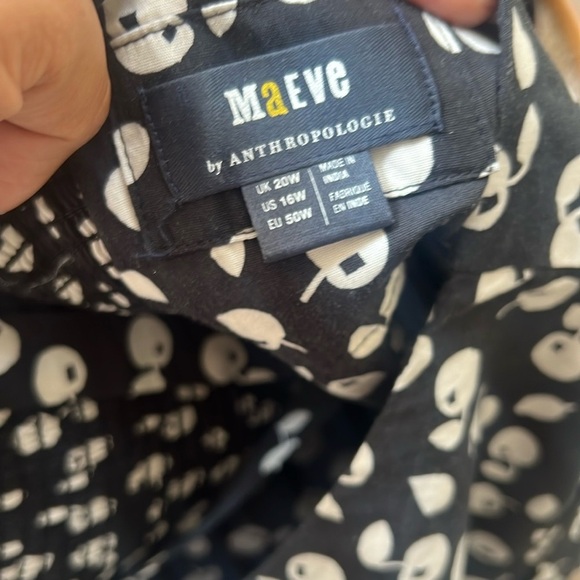 MaEVe
by ANTHROPOLOGIE
UK 20W
US 16W
EU 50W
MADE IN
INDIA
FABRIQUÉ
EN INDE